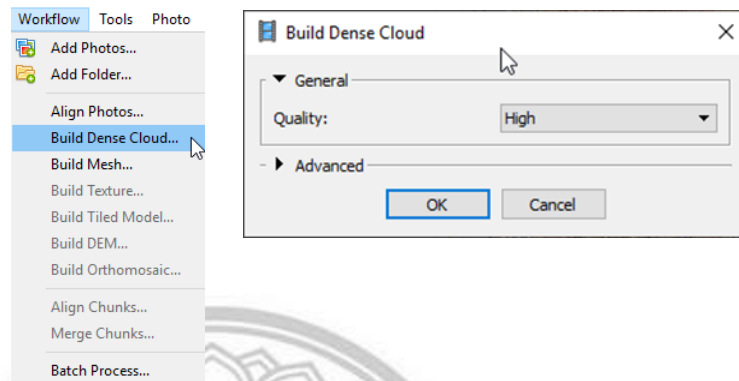 Workflow Tools Photo
Add Photos...
Add Folder...
Align Photos...
Build Dense Cloud...
Build Mesh...
Build Texture...
Build Tiled Model...
Build DEM...
Build Orthomosaic...
Align Chunks...
Merge Chunks...
Batch Process...
Build Dense Cloud
General
Quality: High
Advanced
OK Cancel